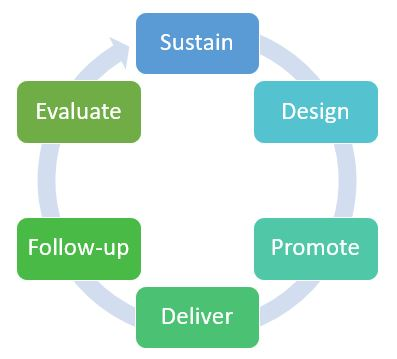 Sustain
Design
Promote
Deliver
Follow-up
Evaluate